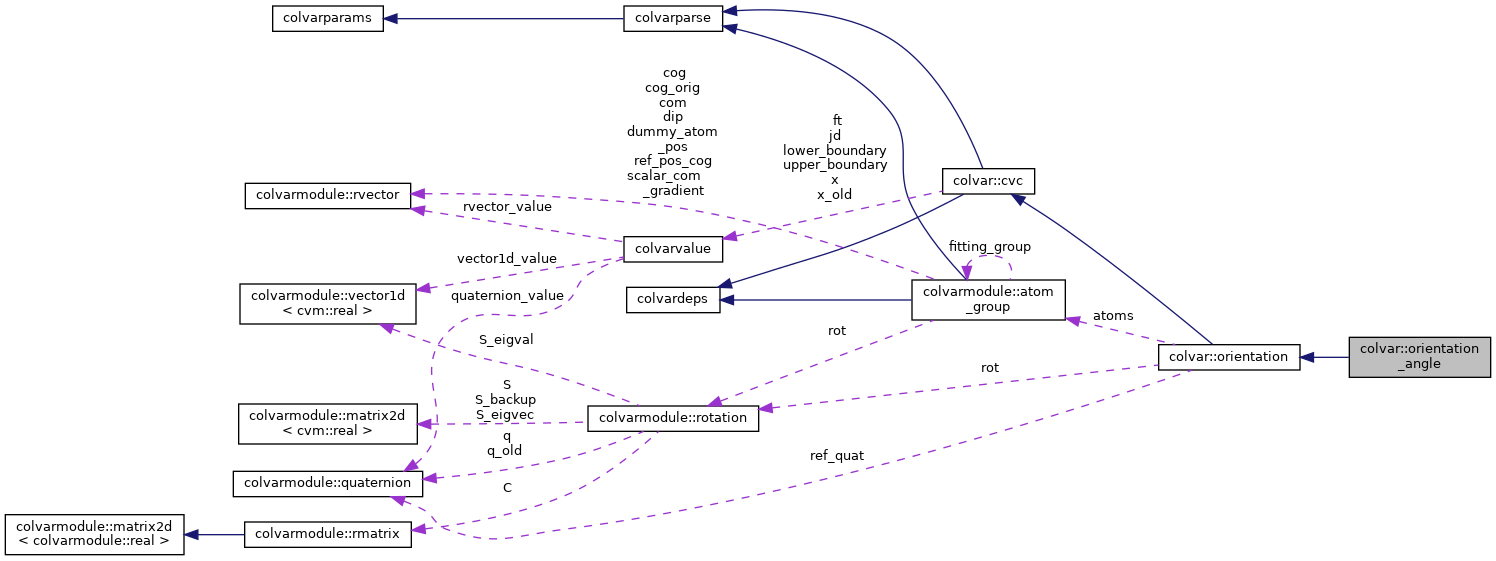 colvarparams
colvarparse
cog
cog_orig
com
dip
dummy_atom
_pos
ref_pos_cog
scalar_com
_gradient
ft
jd
lower_boundary
upper_boundary
x
x_old
colvar::cvc
colvarmodule::rvector
rvector_value
colvarvalue
fitting_group
vector1d_value
colvarmodule::vector1d
< cvm::real >
quaternion_value
colvardeps
colvarmodule::atom
_group
atoms
S_eigval
rot
colvar::orientation
colvar::orientation
_angle
rot
S
S_backup
S_eigvec
colvarmodule::matrix2d
< cvm::real >
colvarmodule::rotation
q
q_old
ref_quat
colvarmodule::quaternion
C
colvarmodule::matrix2d
< colvarmodule::real >
colvarmodule::rmatrix